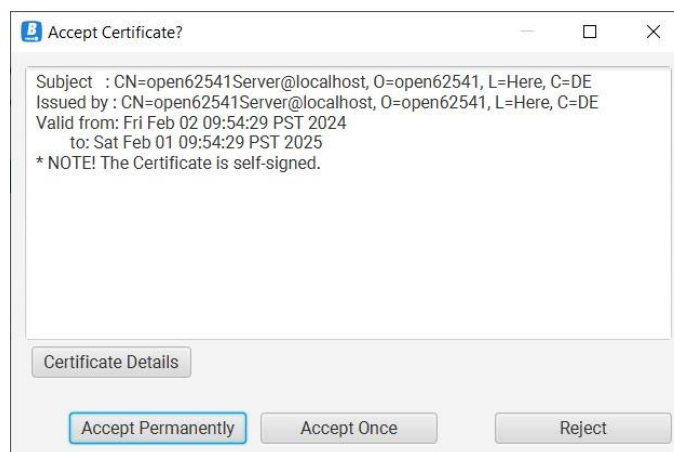 Accept Certificate?
Subject : CN=open62541Server@localhost, O=open62541, L=Here, C=DE
Issued by : CN=open62541Server@localhost, O=open62541, L=Here, C=DE
Valid from: Fri Feb 02 09:54:29 PST 2024
to: Sat Feb 01 09:54:29 PST 2025
* NOTE! The Certificate is self-signed.
Certificate Details
Accept Permanently Accept Once Reject